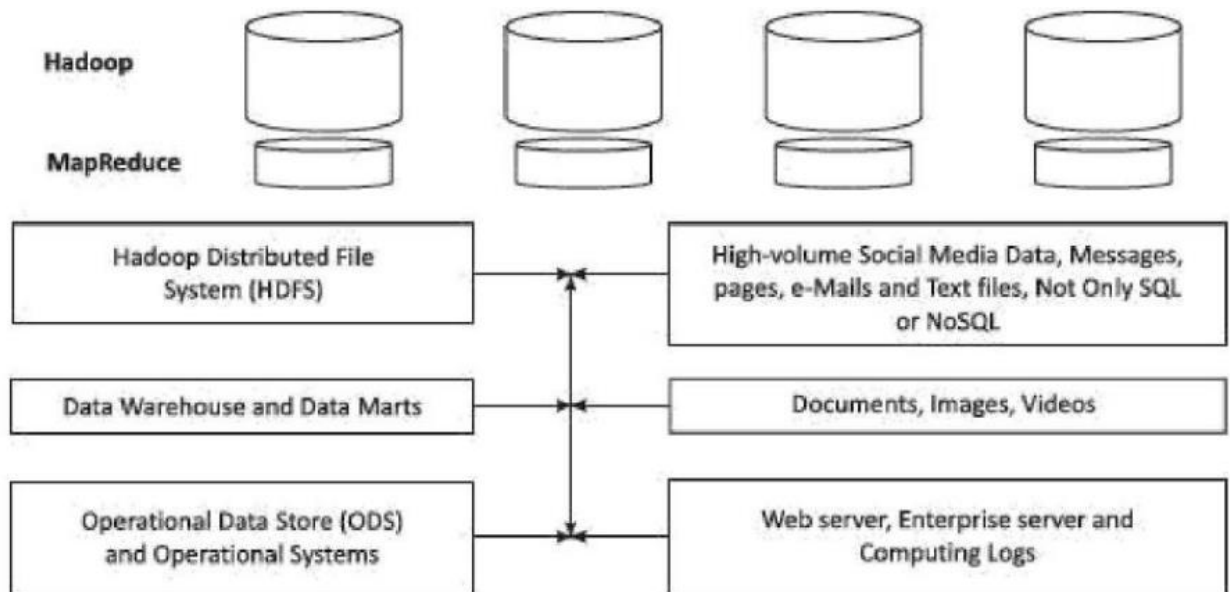 Hadoop
MapReduce
Hadoop Distributed File
System (HDFS)
High-volume Social Media Data, Messages,
pages, e-Mails and Text files, Not Only SQL
or NoSQL
Data Warehouse and Data Marts
Documents, Images, Videos
Operational Data Store (ODS)
and Operational Systems
Web server, Enterprise server and
Computing Logs